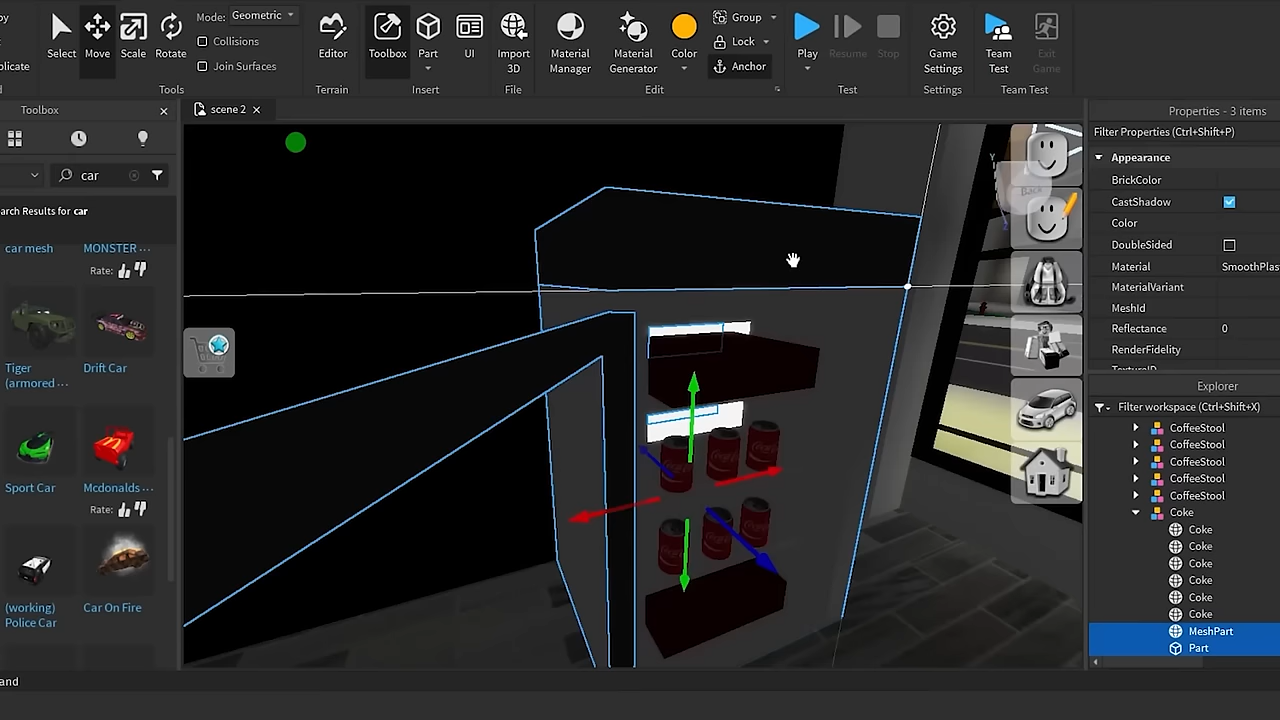 by
plicate
Select
Move
Scale
Rotate
Mode: Geometric
Collisions
Join Surfaces
Tools
Editor
Terrain
Toolbox
Part
UI
Insert
Import
3D
File
Material
Manager
Material
Generator
Color
Group
Lock
Anchor
Edit
Play
Resume
Stop
Test
Game
Settings
Settings
Team
Test
Exit
Game
Team Test
Toolbox
car
arch Results for car
car mesh
MONSTER ...
Rate:
Tiger
(armored ...
Drift Car
Sport Car
Mcdonalds ...
Rate:
(working)
Police Car
Car On Fire
and
scene 2
Y
Back
Properties - 3 items
Filter Properties (Ctrl+Shift+P)
Appearance
BrickColor
CastShadow
Color
DoubleSided
Material SmoothPlas
MaterialVariant
MeshId
Reflectance 0
RenderFidelity
Explorer
Filter workspace (Ctrl+Shift+X)
CoffeeStool
CoffeeStool
CoffeeStool
CoffeeStool
CoffeeStool
Coke
Coke
Coke
Coke
Coke
Coke
Coke
MeshPart
Part